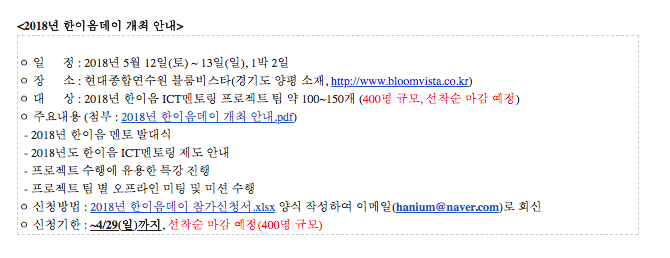 <2018년 한이음데이 개최 안내>
ㅇ 일 정 : 2018년 5월 12일(토) ~ 13일(일), 1박 2일
ㅇ 장 소 : 현대종합연수원 블룸비스타(경기도 양평 소재, http://www.bloomvista.co.kr)
ㅇ 대 상 : 2018년 한이음 ICT멘토링 프로젝트 팀 약 100~150개 (400명 규모, 선착순 마감 예정)
ㅇ 주요내용 (첨부 : 2018년 한이음데이 개최 안내.pdf)
- 2018년 한이음 멘토 발대식
- 2018년도 한이음 ICT멘토링 제도 안내
- 프로젝트 수행에 유용한 특강 진행
- 프로젝트 팀 별 오프라인 미팅 및 미션 수행
ㅇ 신청방법 : 2018년 한이음데이 참가신청서.xlsx 양식 작성하여 이메일(hanium@naver.com)로 회신
ㅇ 신청기한 : ~4/29(일)까지, 선착순 마감 예정(400명 규모)